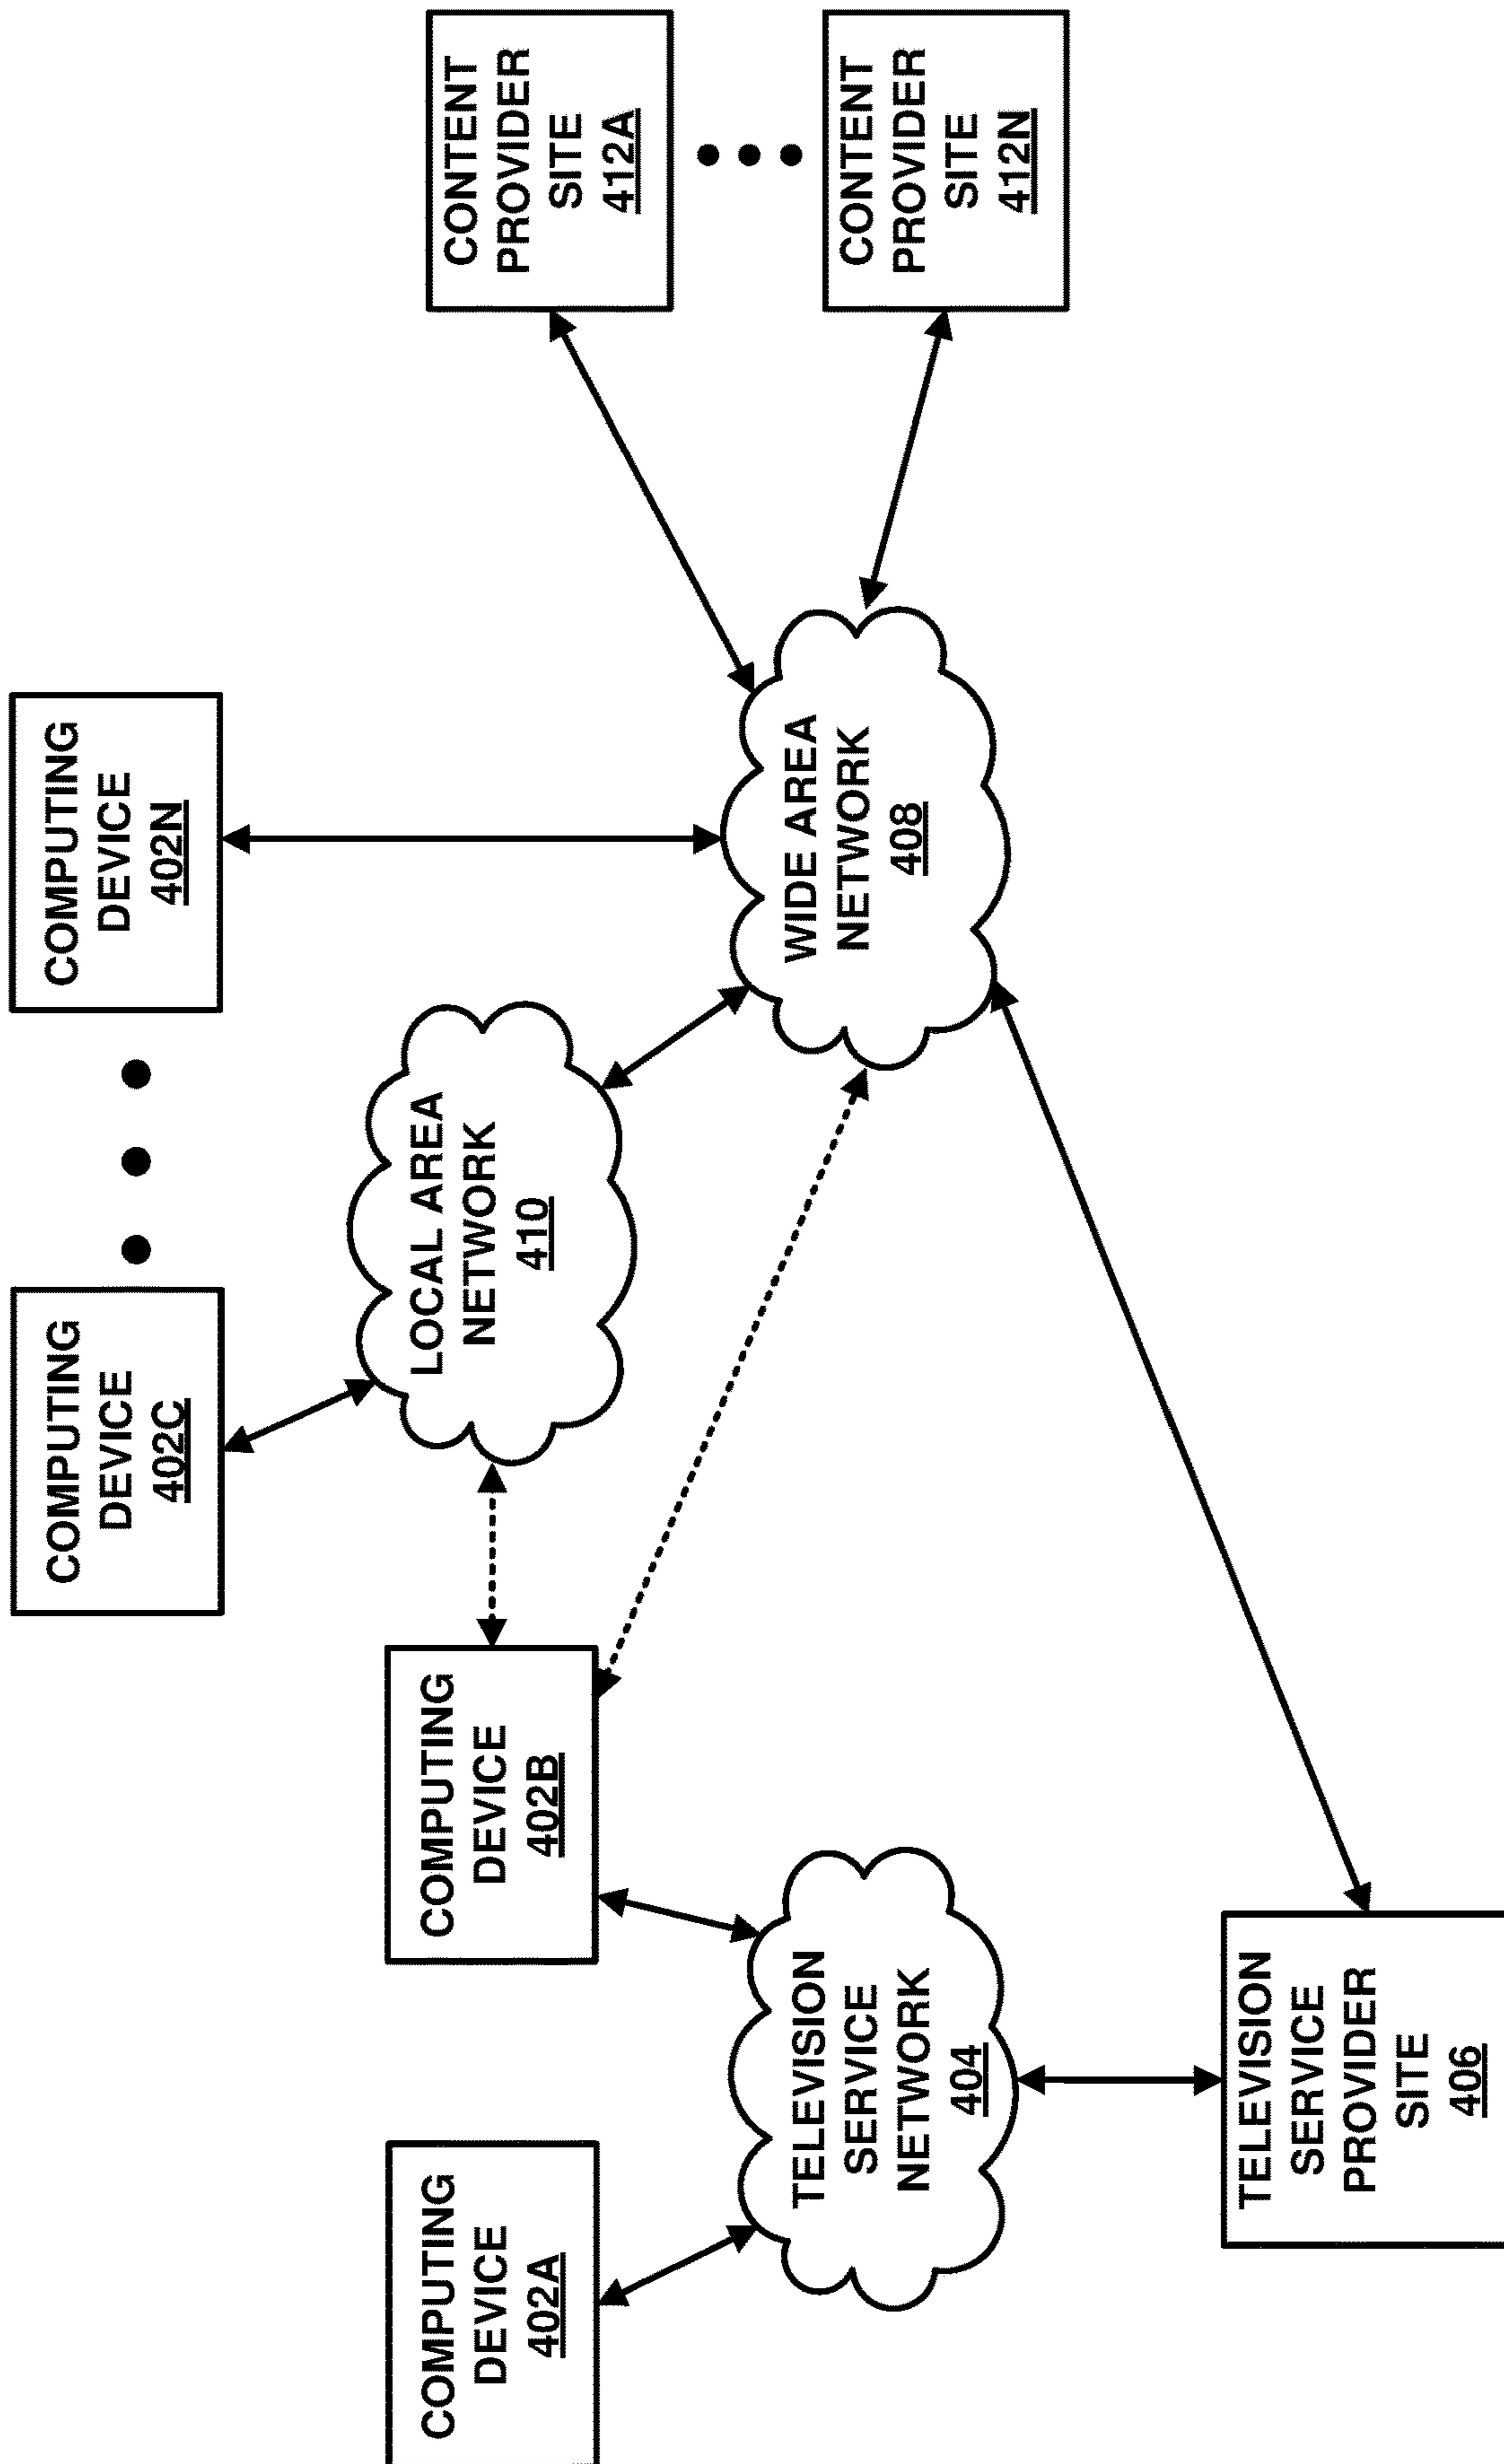 COMPUTING
DEVICE
402C
COMPUTING
DEVICE
402N
COMPUTING
DEVICE
402A
COMPUTING
DEVICE
402B
LOCAL AREA
NETWORK
410
CONTENT
PROVIDER
SITE
412A
TELEVISION
SERVICE
NETWORK
404
WIDE AREA
NETWORK
408
CONTENT
PROVIDER
SITE
412N
TELEVISION
SERVICE
PROVIDER
SITE
406